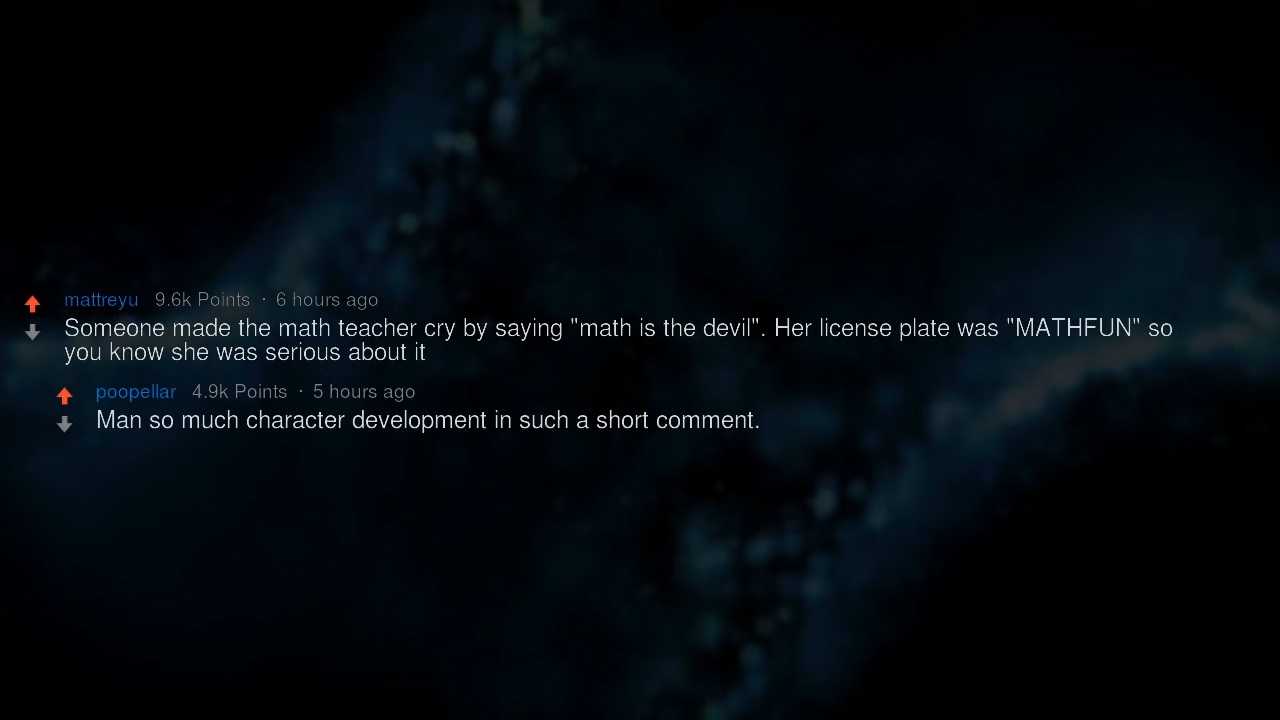 mattreyu 9.6k Points · 6 hours ago
Someone made the math teacher cry by saying "math is the devil". Her license plate was "MATHFUN" so
you know she was serious about it
poopellar 4.9k Points · 5 hours ago
Man so much character development in such a short comment.